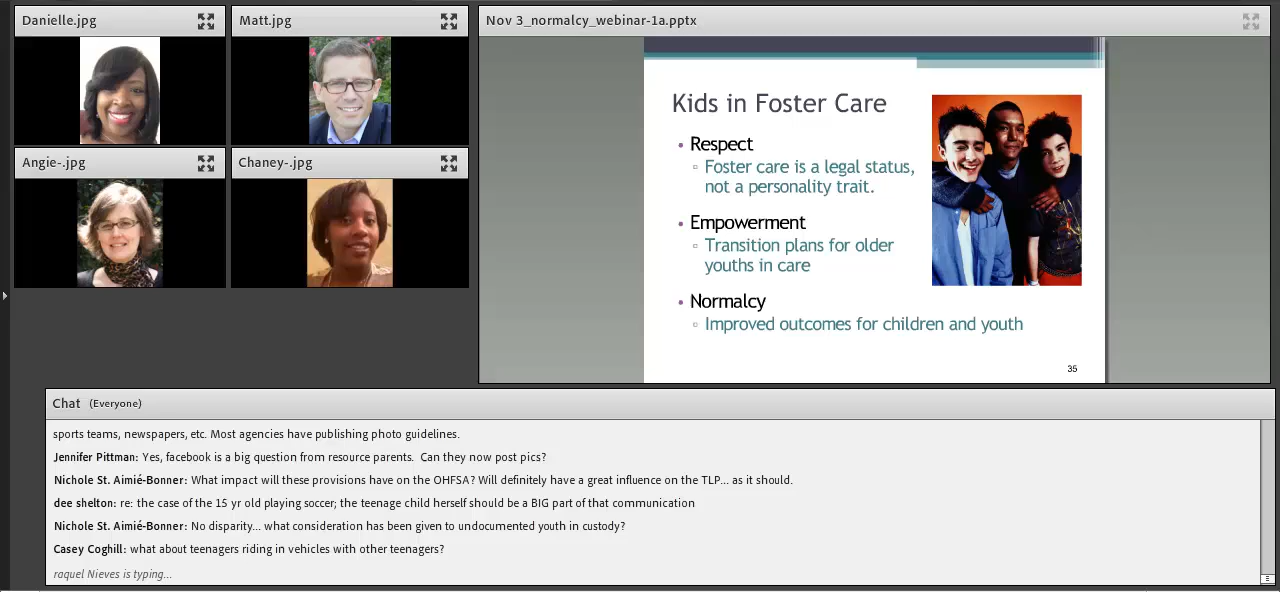 Danielle.jpg
Matt.jpg
Nov 3_normalcy_webinar-1a.pptx
Angie-.jpg
Chaney-.jpg
Kids in Foster Care
• Respect
▫ Foster care is a legal status,
not a personality trait.
• Empowerment
▫ Transition plans for older
youths in care
• Normalcy
▫ Improved outcomes for children and youth
35
Chat (Everyone)
sports teams, newspapers, etc. Most agencies have publishing photo guidelines.
Jennifer Pittman: Yes, facebook is a big question from resource parents. Can they now post pics?
Nichole St. Aimié-Bonner: What impact will these provisions have on the OHFSA? Will definitely have a great influence on the TLP... as it should.
dee shelton: re: the case of the 15 yr old playing soccer; the teenage child herself should be a BIG part of that communication
Nichole St. Aimié-Bonner: No disparity... what consideration has been given to undocumented youth in custody?
Casey Coghill: what about teenagers riding in vehicles with other teenagers?
raquel Nieves is typing...